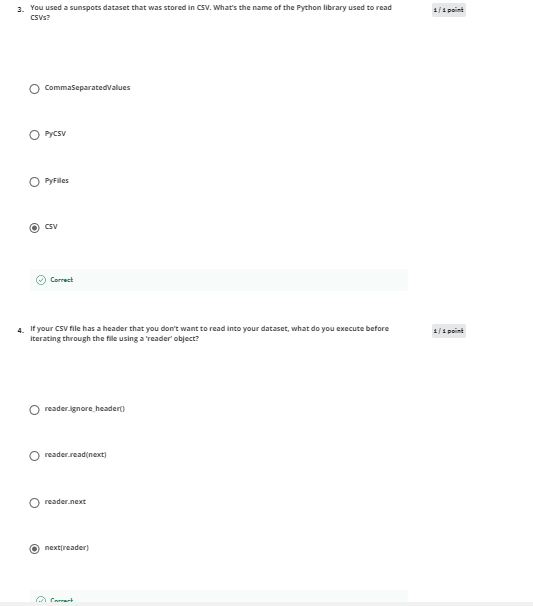 3. You used a sunspots dataset that was stored in CSV. What's the name of the Python library used to read
CSVs?
1 / 1 point
CommaSeparatedValues
PyCSV
PyFiles
CSV
Correct
4. If your CSV file has a header that you don't want to read into your dataset, what do you execute before
iterating through the file using a 'reader' object?
1 / 1 point
reader.ignore_header()
reader.read(next)
reader.next
next(reader)
Correct